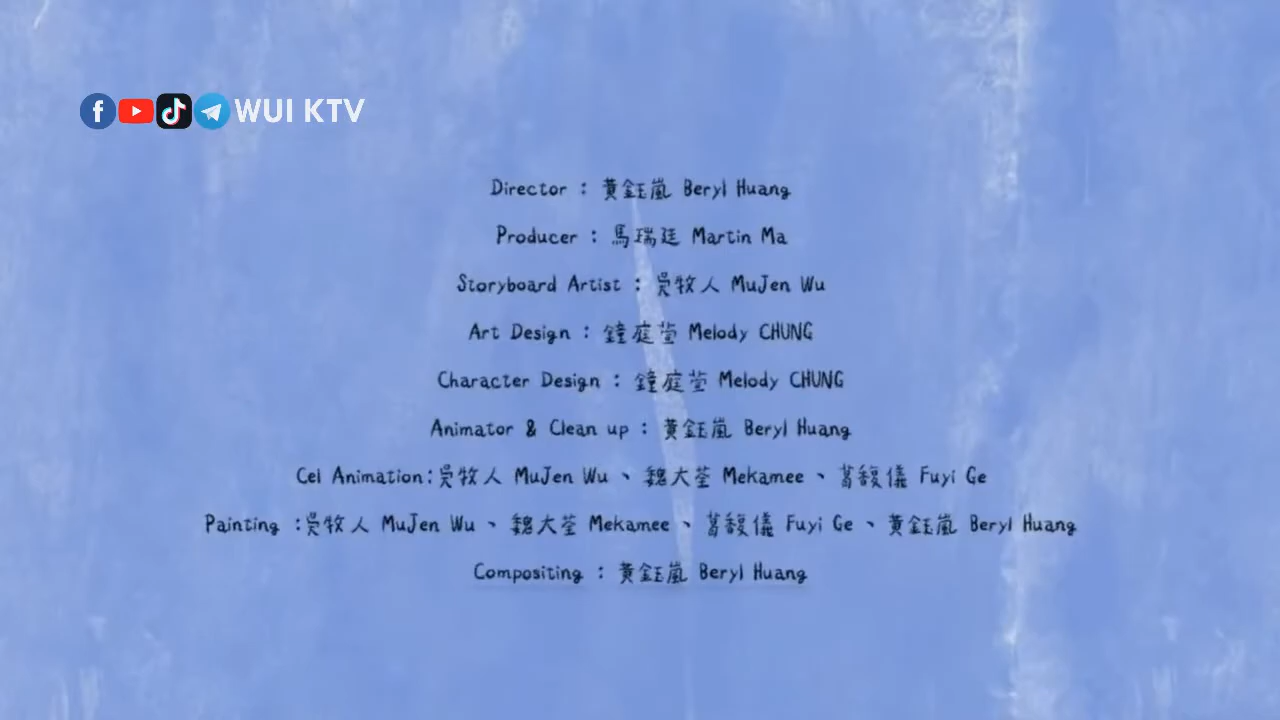 WUI KTV
Director : 黃鈺嵐 Beryl Huang
Producer : 馬瑞廷 Martin Ma
Storyboard Artist : 吳牧人 MuJen Wu
Art Design : 鐘庭萱 Melody CHUNG
Character Design : 鐘庭萱 Melody CHUNG
Animator & Clean up : 黃鈺嵐 Beryl Huang
Cel Animation:吳牧人 MuJen Wu 、 魏大荃 Mekamee 、 葛馥儀 Fuyi Ge
Painting :吳牧人 MuJen Wu 、 魏大荃 Mekamee 、 葛馥儀 Fuyi Ge 、 黃鈺嵐 Beryl Huang
Compositing : 黃鈺嵐 Beryl Huang